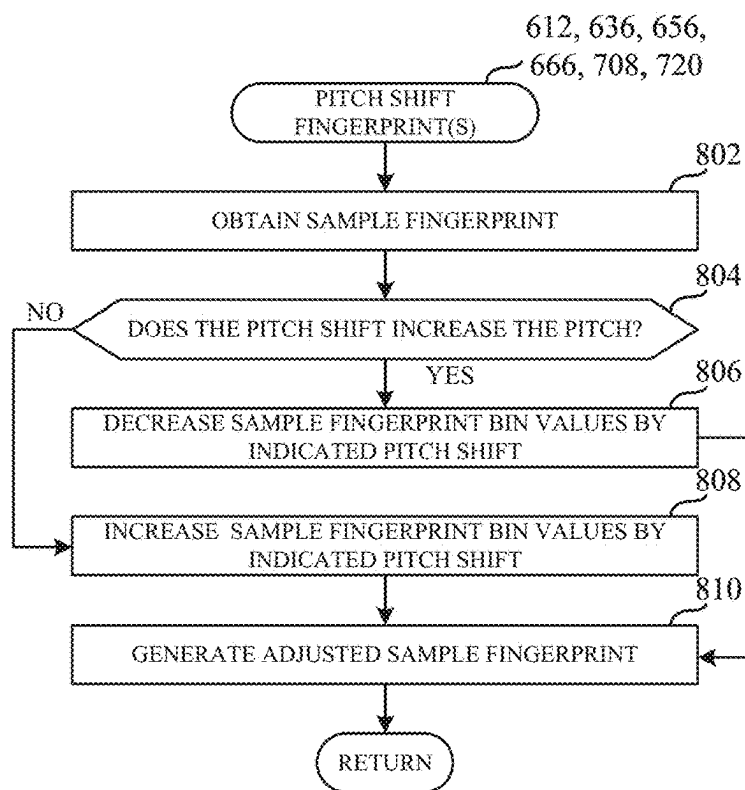 612, 636, 656,
666, 708, 720
PITCH SHIFT
FINGERPRINT(S)
802
OBTAIN SAMPLE FINGERPRINT
804
NO
DOES THE PITCH SHIFT INCREASE THE PITCH?
YES
806
DECREASE SAMPLE FINGERPRINT BIN VALUES BY
INDICATED PITCH SHIFT
808
INCREASE SAMPLE FINGERPRINT BIN VALUES BY
INDICATED PITCH SHIFT
810
GENERATE ADJUSTED SAMPLE FINGERPRINT
RETURN